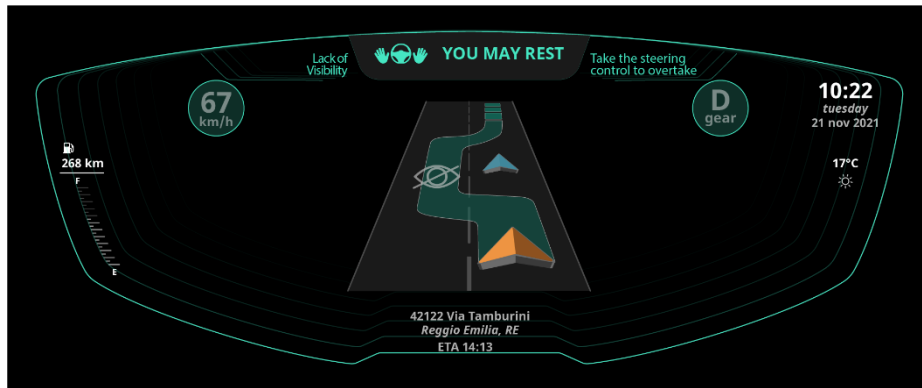 Lack of
Visibility
YOU MAY REST
Take the steering
control to overtake
67
km/h
D
gear
10:22
tuesday
21 nov 2021
268 km
F
E
17°C
42122 Via Tamburini
Reggio Emilia, RE
ETA 14:13